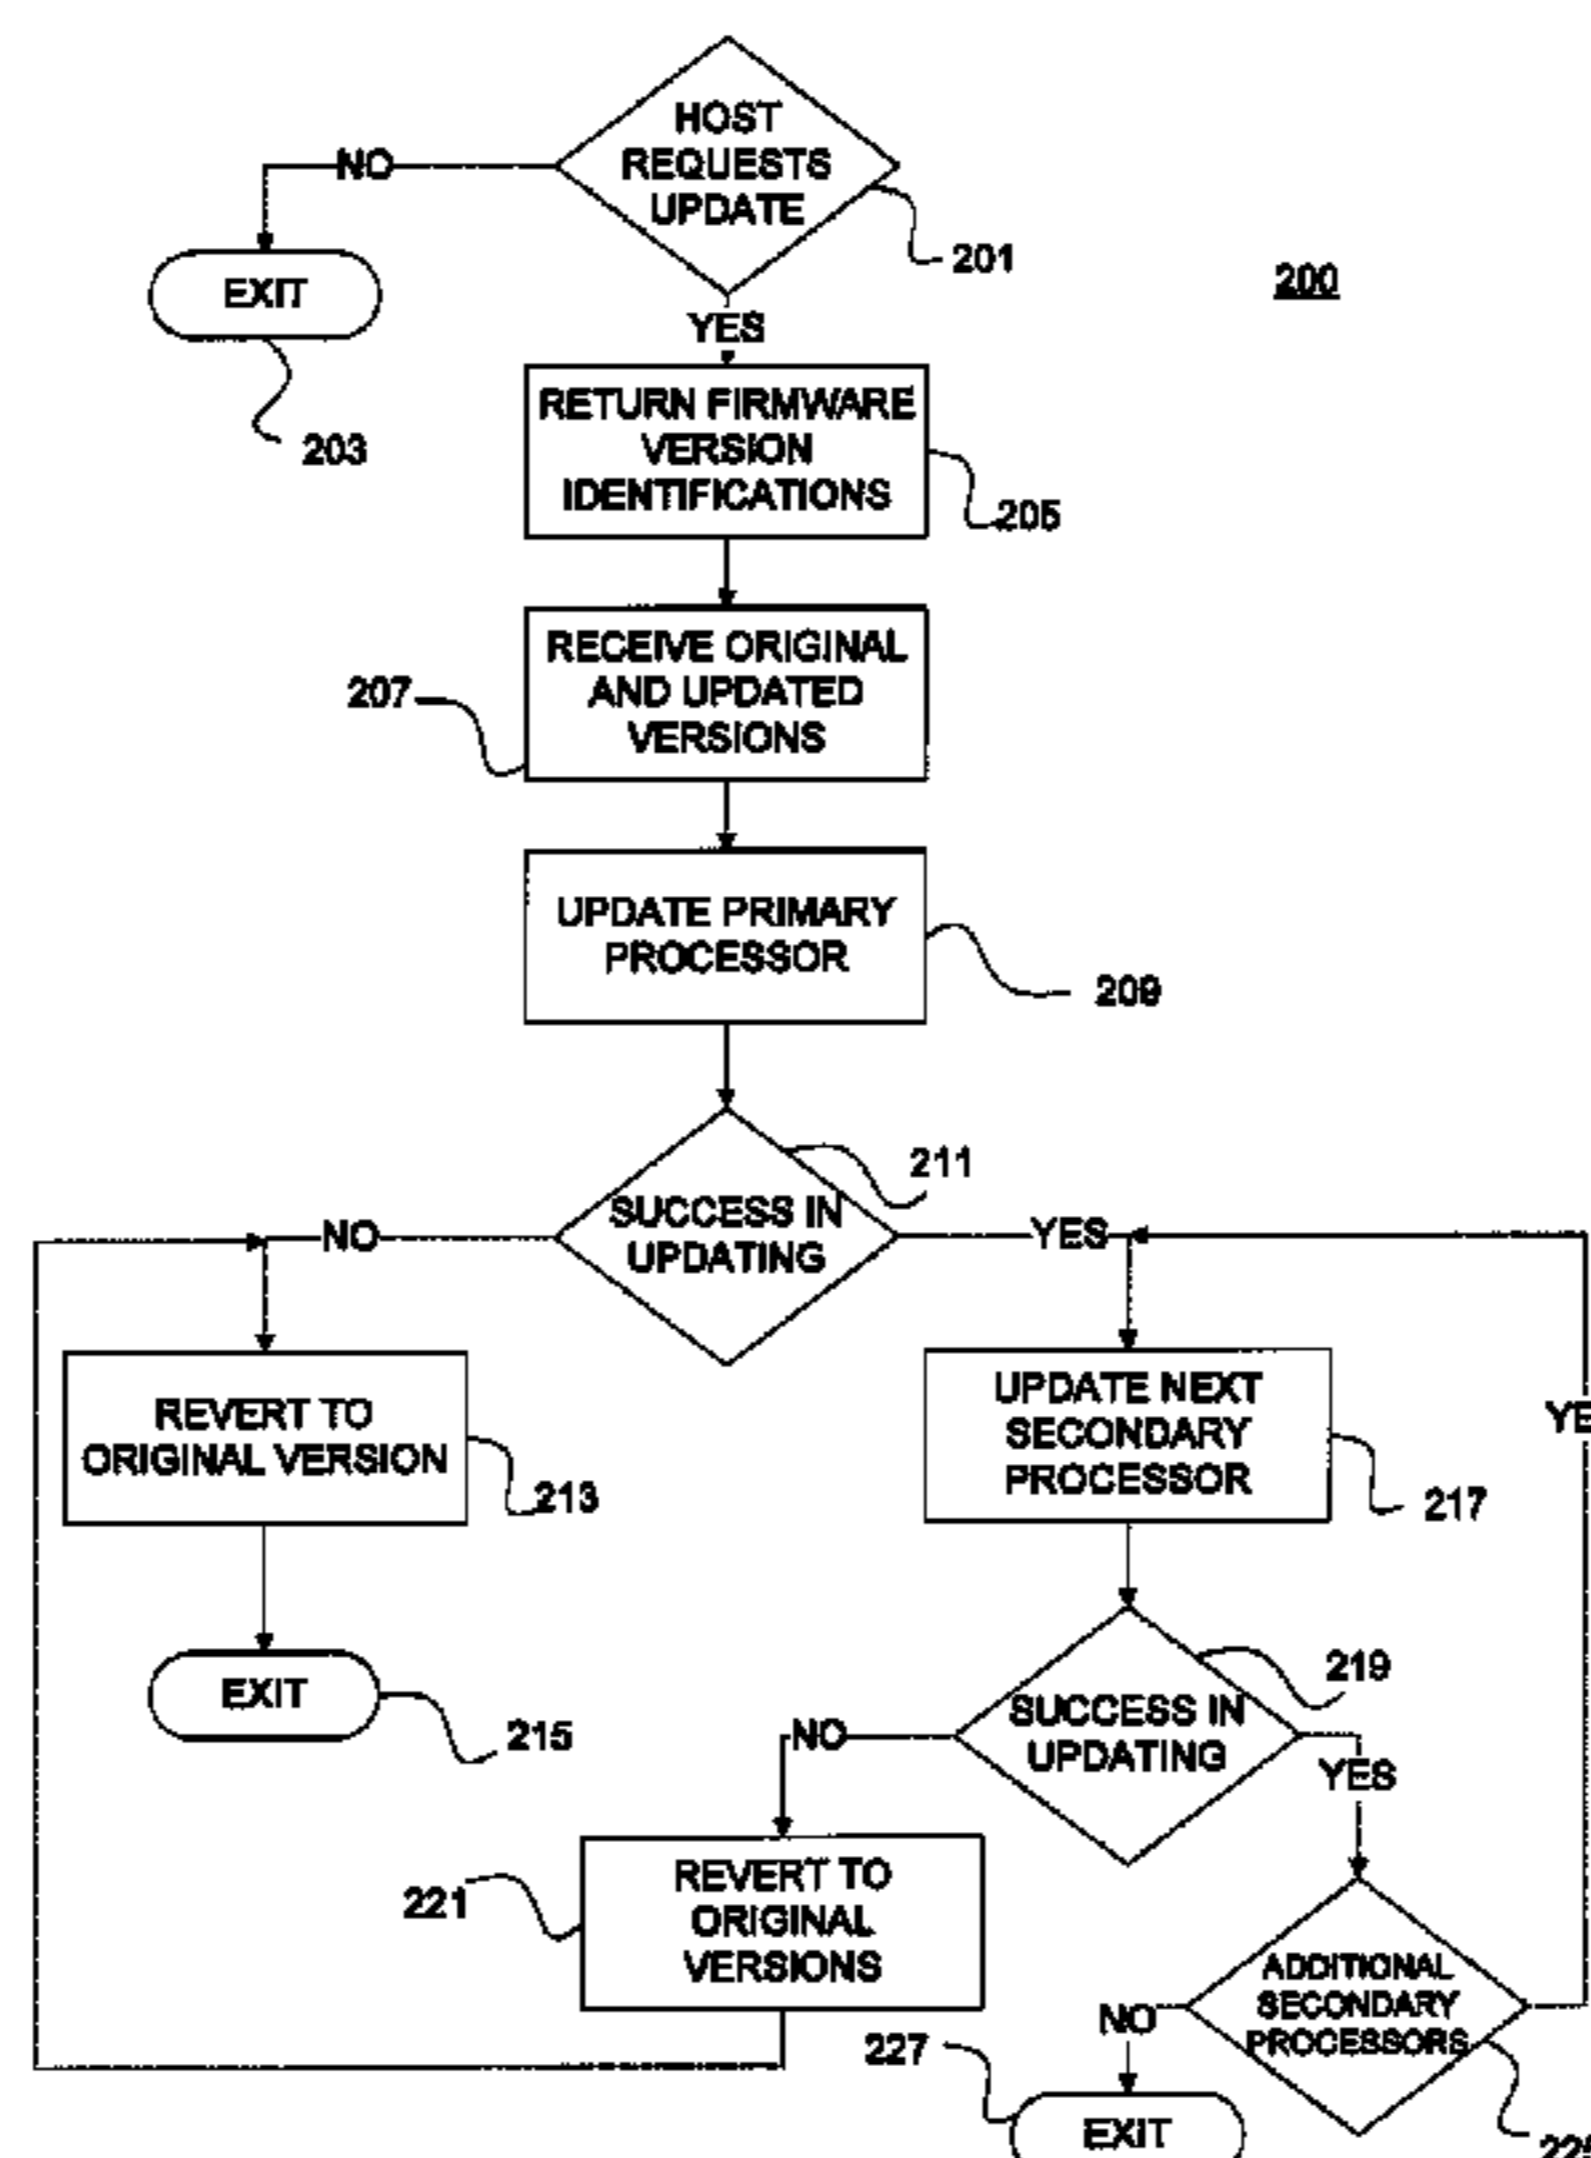 HOST
REQUESTS
UPDATE
NO
201
200
EXIT
YES
203
RETURN FIRMWARE
VERSION
IDENTIFICATIONS
205
RECEIVE ORIGINAL
AND UPDATED
VERSIONS
207
UPDATE PRIMARY
PROCESSOR
209
211
SUCCESS IN
UPDATING
NO
YES
REVERT TO
ORIGINAL VERSION
213
UPDATE NEXT
SECONDARY
PROCESSOR
217
YE
EXIT
215
219
SUCCESS IN
UPDATING
NO
YES
REVERT TO
ORIGINAL
VERSIONS
221
ADDITIONAL
SECONDARY
PROCESSORS
NO
227
EXIT